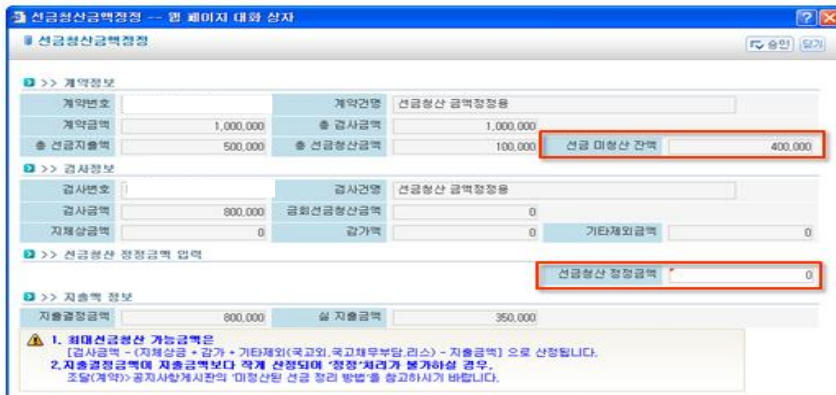 선금청산금액정정 -- 웹 페이지 대화 상자
선금청산금액정정 승인 닫기
>> 계약정보
계약번호 계약건명 선금청산 금액정정용
계약금액 1,000,000 총 검사금액 1,000,000
총 선금지출액 500,000 총 선금청산금액 100,000 선금 미청산 잔액 400,000
>> 검사정보
검사번호 검사건명 선금청산 금액정정용
검사금액 800,000 금회선금청산금액 0
지체상금액 0 감가액 0 기타제외금액 0
>> 선금청산 정정금액 입력
선금청산 정정금액 0
>> 지출액 정보
지출결정금액 800,000 실 지출금액 350,000
1. 최대선금청산 가능금액은
[검사금액 - (지체상금 + 감가 + 기타제외(국고외,국고채무부담,리스) - 지출금액] 으로 산정됩니다.
2.지출결정금액이 지출금액보다 작게 산정되어 '정정'처리가 불가하실 경우,
조달(계약)>공지사항게시판의 '미정산된 선금 정리 방법'을 참고하시기 바랍니다.